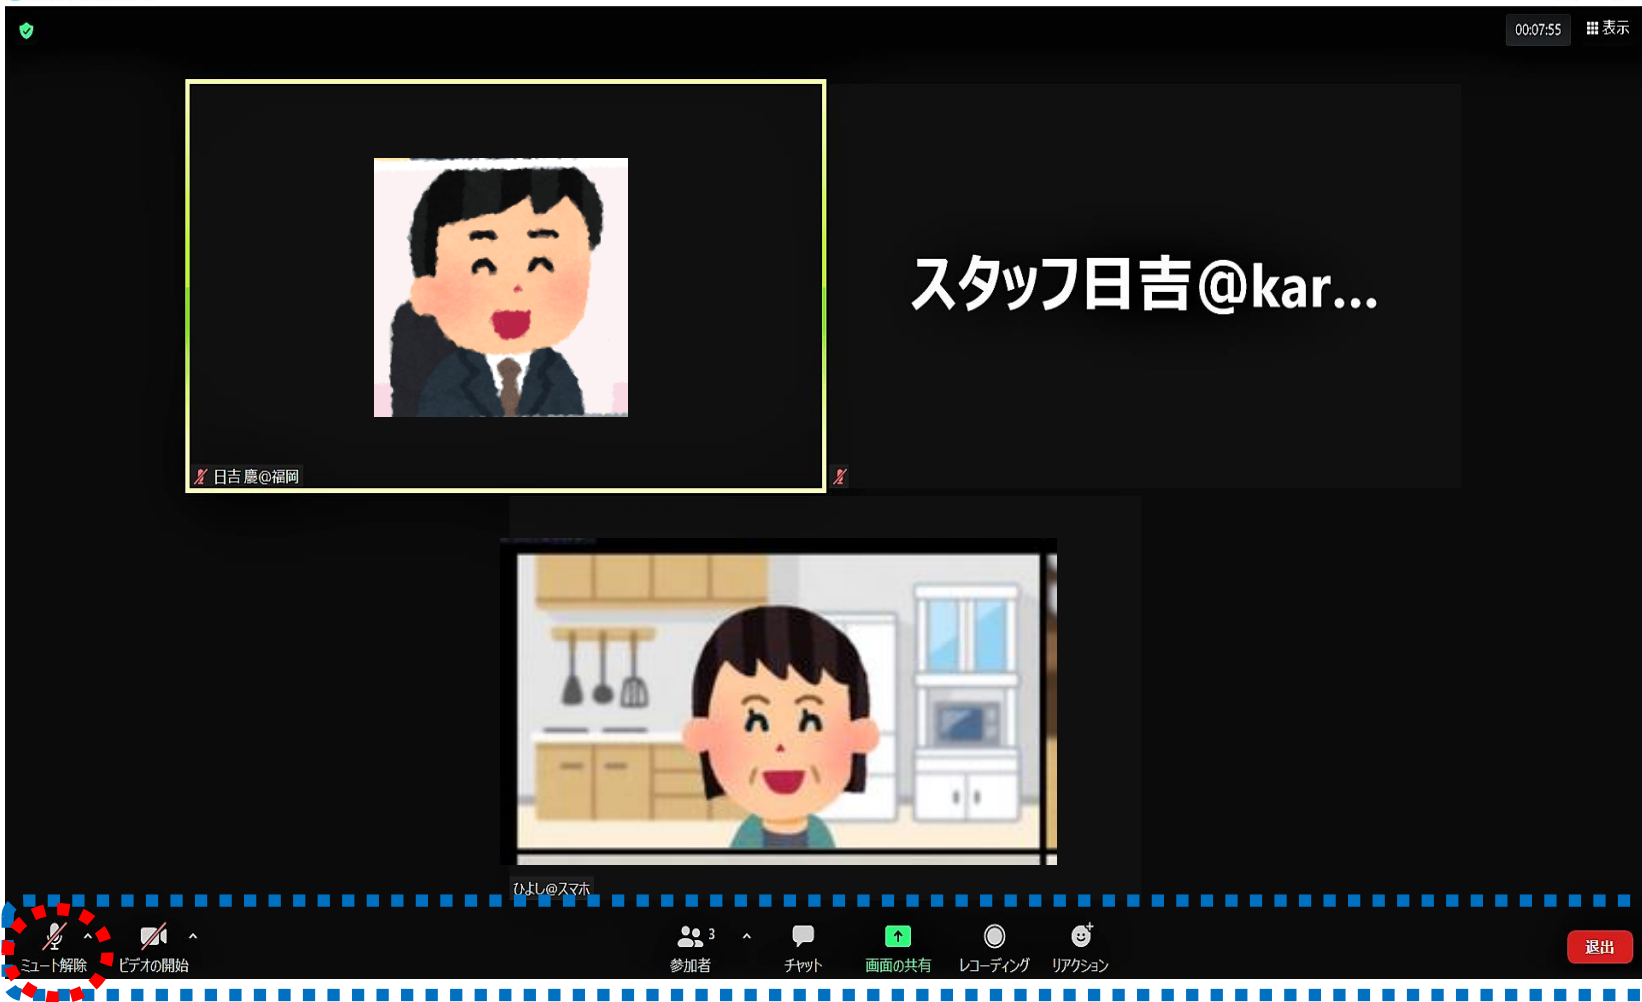 00:07:55 表示
スタッフ日吉@kar...
日吉 慶@福岡
ひよし@スマホ
ミュート解除 ビデオの開始 参加者 3 チャット 画面の共有 レコーディング リアクション 退出